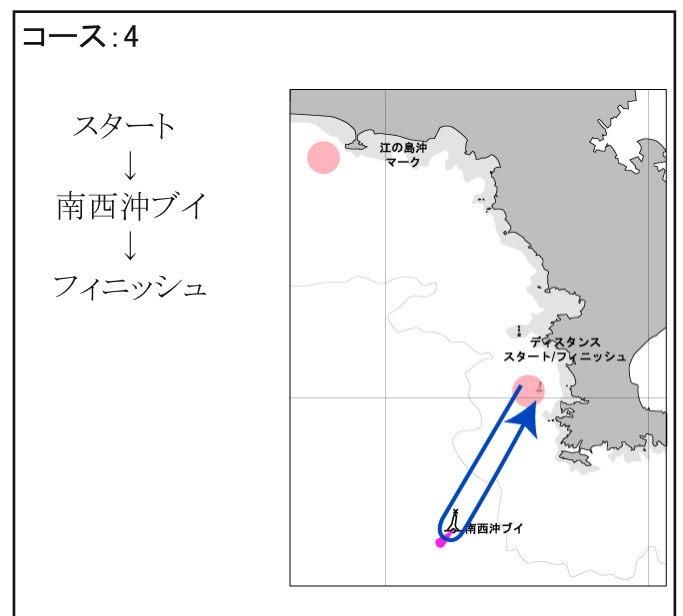 コース:4
スタート
↓
南西沖ブイ
↓
フィニッシュ
江の島沖
マーク
ディスタンス
スタート/フィニッシュ
南西沖ブイ